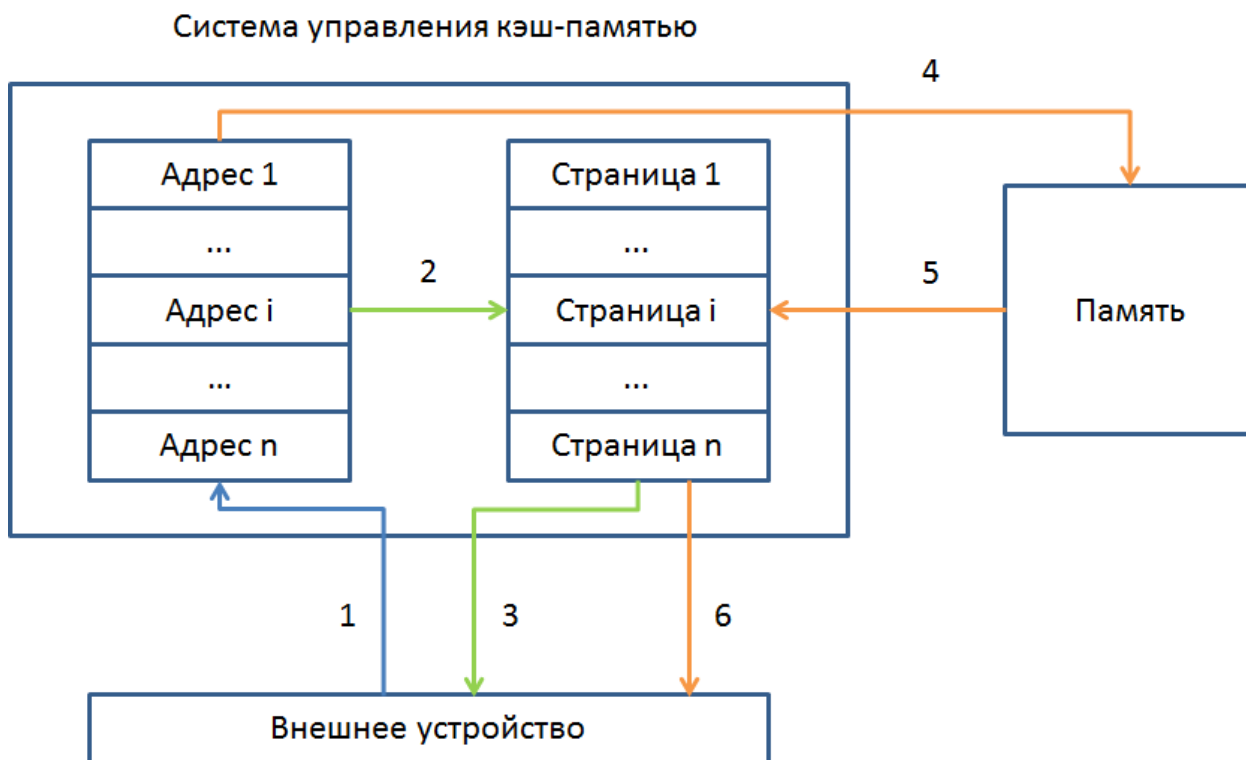 Система управления кэш-памятью
4
Адрес 1
Страница 1
...
...
2
5
Адрес i
Страница i
Память
...
...
Адрес n
Страница n
1
3
6
Внешнее устройство